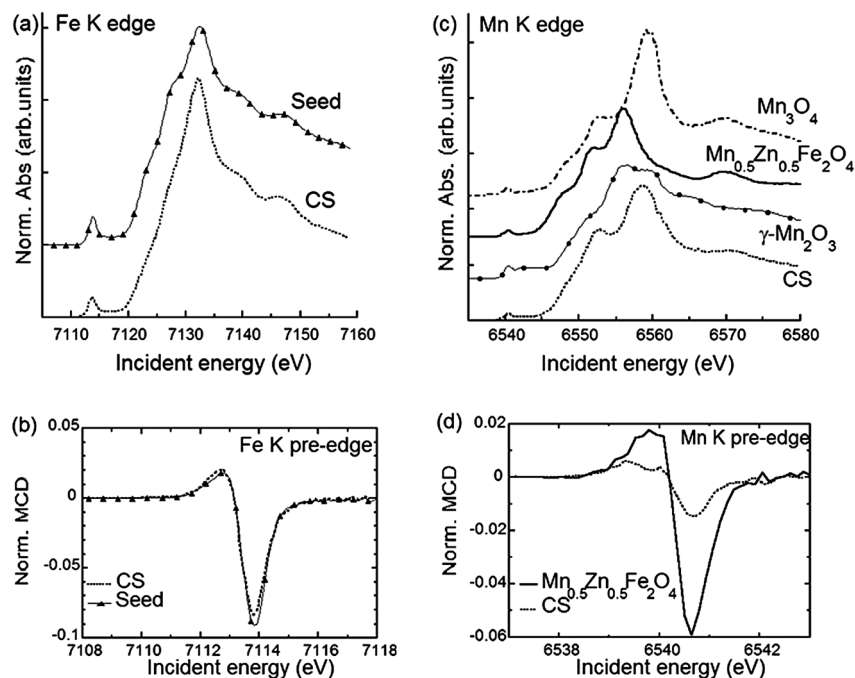 (a) Fe K edge
Norm. Abs (arb.units)
Seed
CS
7110 7120 7130 7140 7150 7160
Incident energy (eV)
(c) Mn K edge
Norm. Abs. (arb.units)
Mn₃O₄
Mn₀.₅Zn₀.₅Fe₂O₄
γ-Mn₂O₃
CS
6540 6550 6560 6570 6580
Incident energy (eV)
(b) Fe K pre-edge
Norm. MCD
0.05
0
-0.05
-0.1
CS
Seed
7108 7110 7112 7114 7116 7118
Incident energy (eV)
(d) Mn K pre-edge
Norm. MCD
0.02
0
-0.02
-0.04
-0.06
Mn₀.₅Zn₀.₅Fe₂O₄
CS
6538 6540 6542
Incident energy (eV)